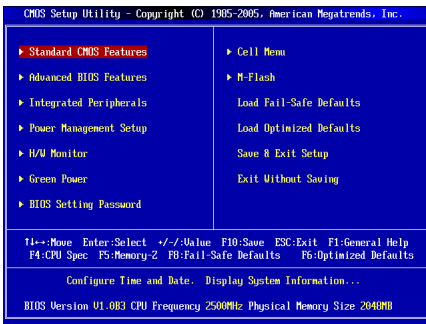 CMOS Setup Utility - Copyright (C) 1985-2005, American Megatrends, Inc.
▶ Standard CMOS Features
▶ Advanced BIOS Features
▶ Integrated Peripherals
▶ Power Management Setup
▶ H/W Monitor
▶ Green Power
▶ BIOS Setting Password
▶ Cell Menu
▶ M-Flash
Load Fail-Safe Defaults
Load Optimized Defaults
Save & Exit Setup
Exit Without Saving
↑↓←→:Move Enter:Select +/-/:Value F10:Save ESC:Exit F1:General Help
F4:CPU Spec F5:Memory-Z F8:Fail-Safe Defaults F6:Optimized Defaults
Configure Time and Date. Display System Information...
BIOS Version V1.0B3 CPU Frequency 2500MHz Physical Memory Size 2048MB